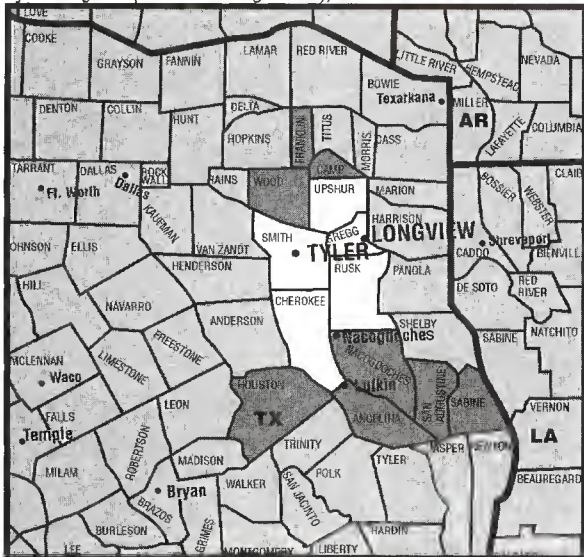 LOVE
COOKE
GRAYSON
FANNIN
LAMAR
RED RIVER
LITTLE RIVER
HEMPSTEAD
NEVADA
BOWIE
Texarkana
MILLER
AR
LAFAYETTE
COLUMBIA
DENTON
COLLIN
HUNT
DELTA
HOPKINS
FRANKLIN
TITUS
MORRIS
CASS
TARRANT
Ft. Worth
DALLAS
Dallas
ROCK
WALL
RAINS
WOOD
CAMP
UPSHUR
MARION
BOSSIER
WEBSTER
CLAIB
KAUFMAN
VAN ZANDT
SMITH
TYLER
GREGG
HARRISON
LONGVIEW
Shreveport
CADDO
BIENVILL
OHNSON
ELLIS
HENDERSON
RUSK
PANOLA
DE SOTO
RED
RIVER
HILL
NAVARRO
ANDERSON
CHEROKEE
SHELBY
SABINE
NATCHITO
MCLENNAN
Waco
LIMESTONE
FREESTONE
Nacogdoches
NACOGDOCHES
FALLS
Temple
LEON
HOUSTON
TX
Lufkin
ANGELINA
SAN
AUGUSTINE
SABINE
VERNON
LA
MILAM
ROBERTSON
MADISON
TRINITY
POLK
TYLER
JASPER
NEWTON
BEAUREGARD
BRAZOS
Bryan
WALKER
SAN JACINTO
BURLESON
GRIMES
HARDIN
LEE
MONTGOMERY
LIBERTY